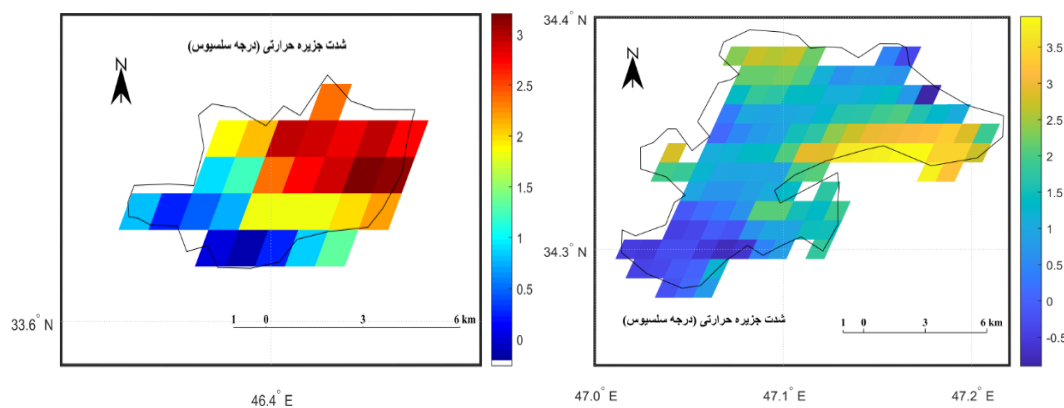 شدت جزیره حرارتی (درجه سلسیوس)
N
33.6° N
46.4° E
1 0 3 6 km
3
2.5
2
1.5
1
0.5
0
34.4° N
34.3° N
N
47.0° E
47.1° E
47.2° E
شدت جزیره حرارتی (درجه سلسیوس)
1 0 3 6 km
3.5
3
2.5
2
1.5
1
0.5
0
-0.5